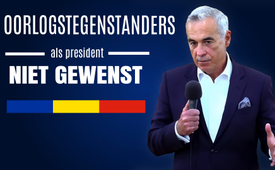 OORLOGSTEGENSTANDERS
als president
NIET GEWENST